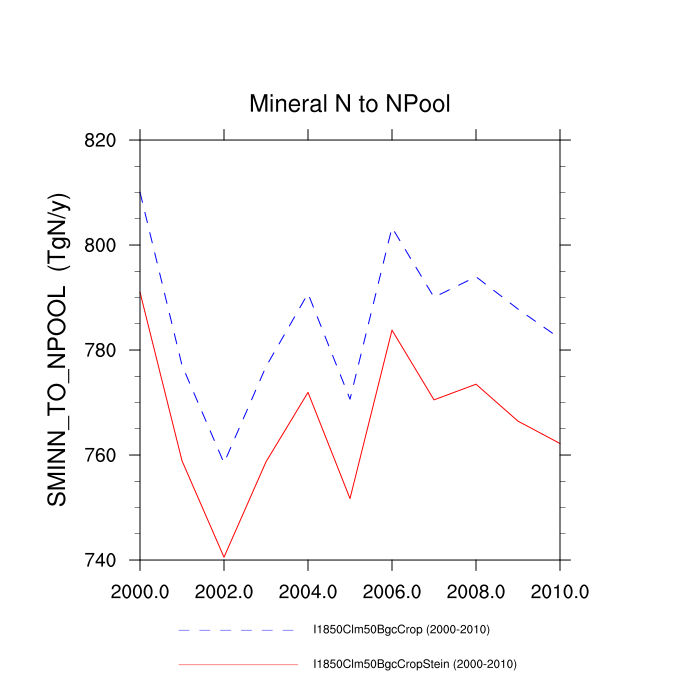 Mineral N to NPool
SMINN_TO_NPOOL (TgN/y)
820
800
780
760
740
2000.0 2002.0 2004.0 2006.0 2008.0 2010.0
I1850Clm50BgcCrop (2000-2010)
I1850Clm50BgcCropStein (2000-2010)